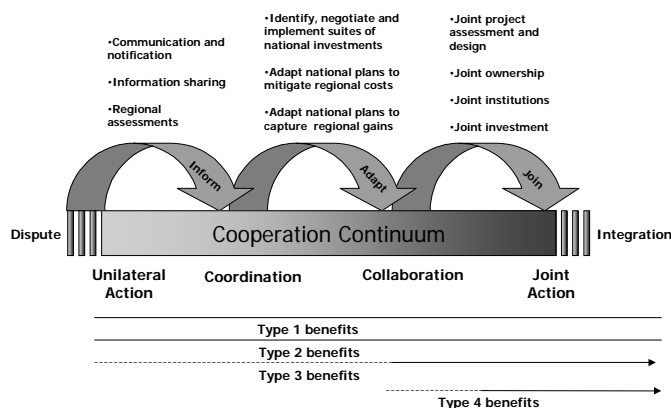 •Communication and
notification
•Information sharing
•Regional
assessments
•Identify, negotiate and
implement suites of
national investments
•Adapt national plans to
mitigate regional costs
•Adapt national plans to
capture regional gains
•Joint project
assessment and
design
•Joint ownership
•Joint institutions
•Joint investment
Inform
Adapt
Join
Dispute
Cooperation Continuum
Integration
Unilateral
Action
Coordination
Collaboration
Joint
Action
Type 1 benefits
Type 2 benefits
Type 3 benefits
Type 4 benefits